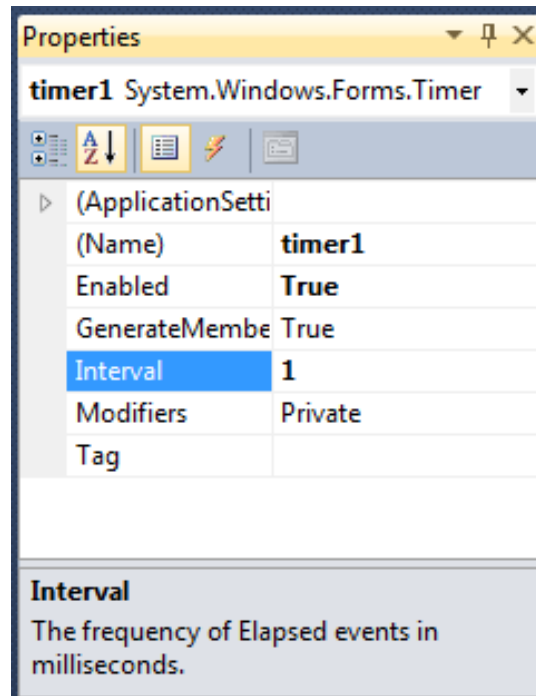 Properties
timer1 System.Windows.Forms.Timer
A
Z
(ApplicationSetti
(Name) timer1
Enabled True
GenerateMembe True
Interval 1
Modifiers Private
Tag
Interval
The frequency of Elapsed events in
milliseconds.